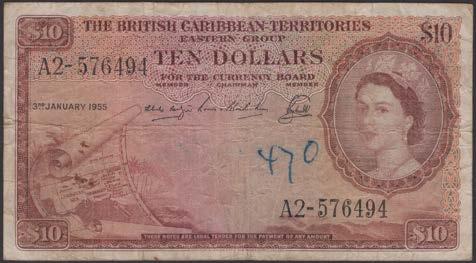 $10 THE BRITISH CARIBBEAN TERRITORIES $10
EASTERN GROUP
A2-576494 TEN DOLLARS
FOR THE CURRENCY BOARD
MEMBER CHAIRMAN MEMBER
3RD JANUARY 1955
470
A2-576494
$10 THESE NOTES ARE LEGAL TENDER FOR THE PAYMENT OF ANY AMOUNT $10